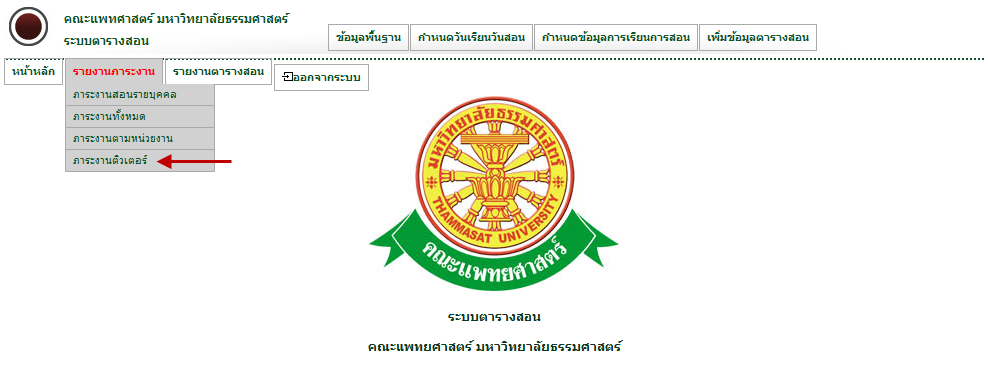 คณะแพทศาสตร์ มหาวิทยาลัยธรรมศาสตร์
ระบบตารางสอน
ข้อมูลพื้นฐาน กำหนดวันเรียนวันสอน กำหนดข้อมูลการเรียนการสอน เพิ่มข้อมูลตารางสอน
หน้าหลัก รายงานภาระงาน รายงานตารางสอน ออกจากระบบ
ภาระงานสอนรายบุคคล
ภาระงานทั้งหมด
ภาระงานตามหน่วยงาน
ภาระงานติวเตอร์
มหาวิทยาลัยธรรมศาสตร์
THAMMASAT UNIVERSITY
คณะแพทยศาสตร์
ระบบตารางสอน
คณะแพทยศาสตร์ มหาวิทยาลัยธรรมศาสตร์